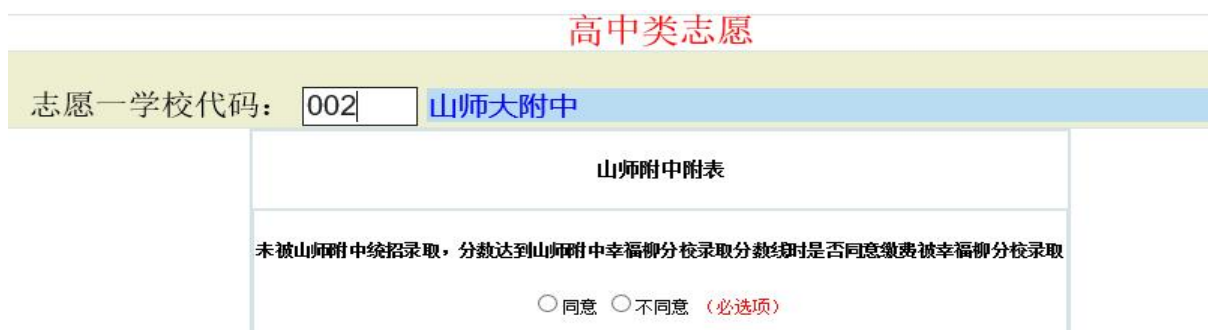 高中类志愿
志愿一学校代码： 002 山师大附中
山师附中附表
未被山师附中统招录取，分数达到山师附中幸福柳分校录取分数线时是否同意缴费被幸福柳分校录取
同意 不同意 （必选项）